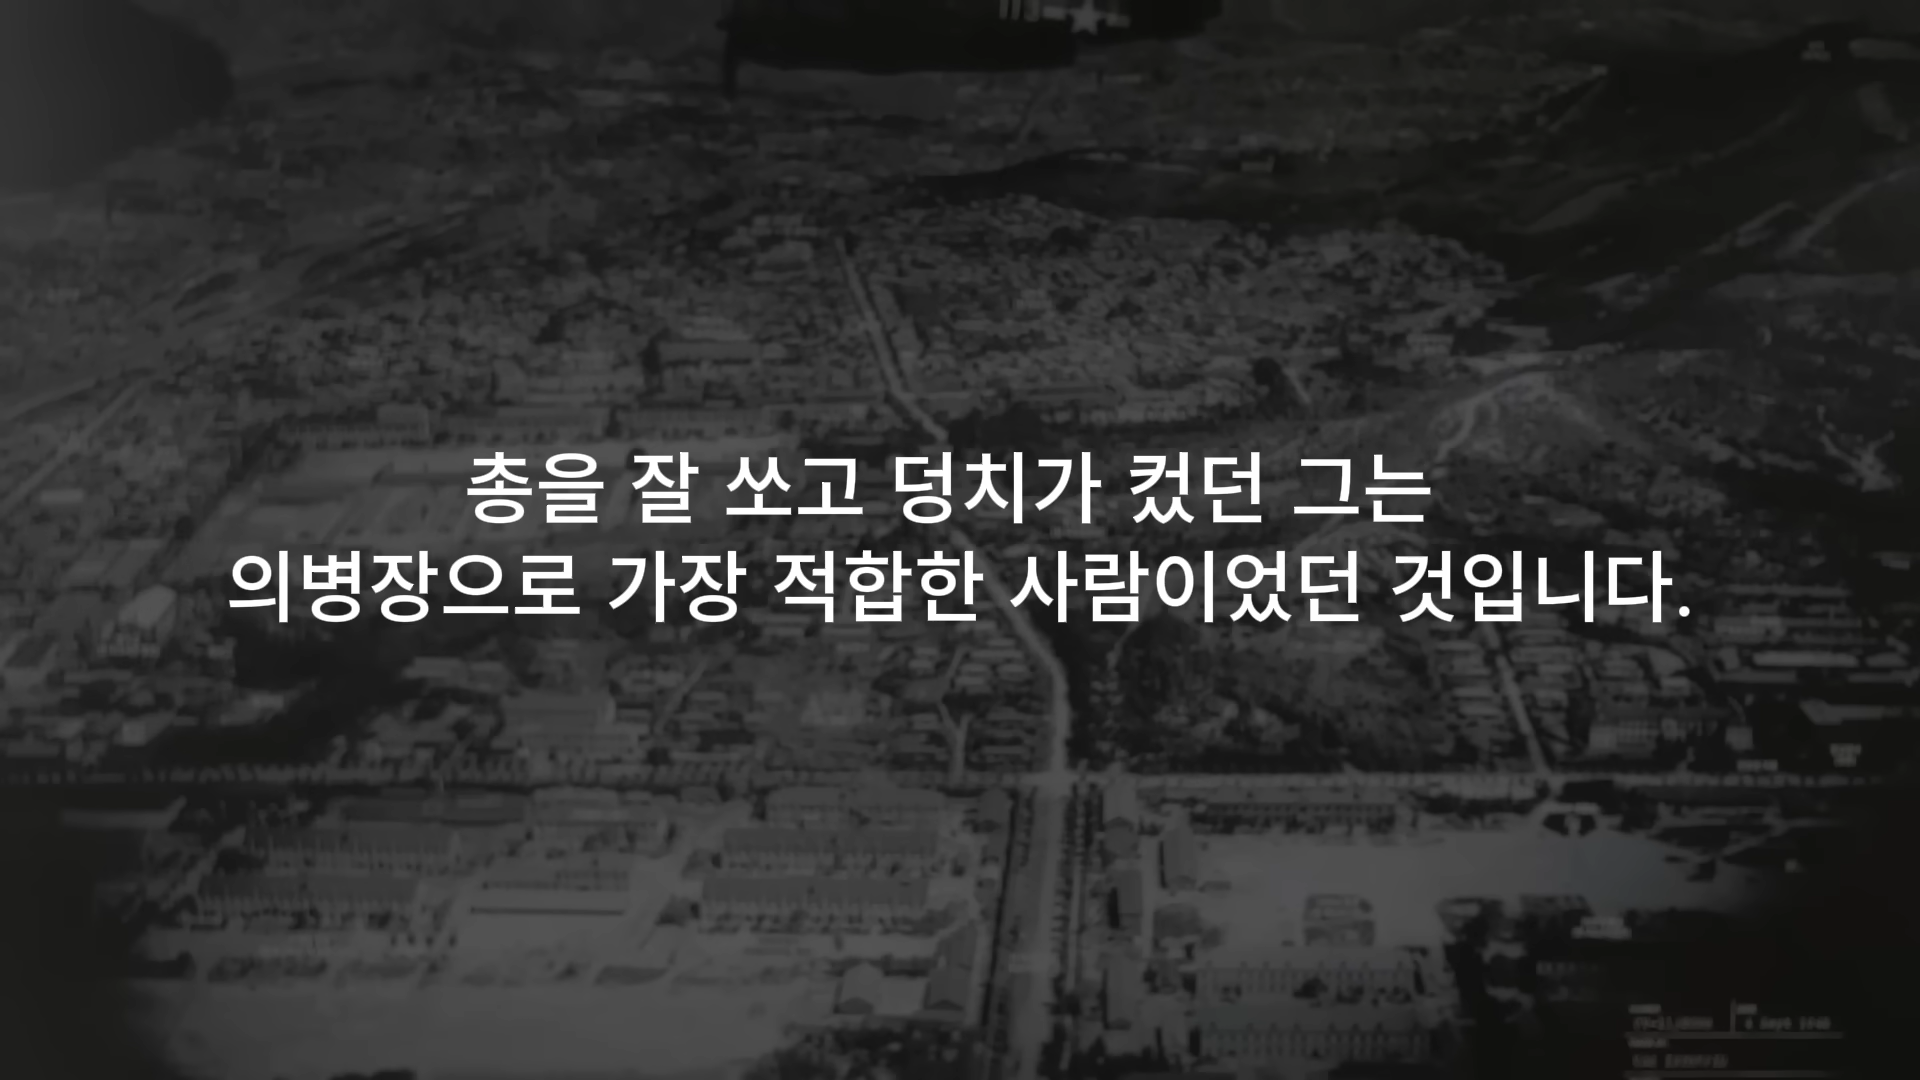 총을 잘 쏘고 덩치가 컸던 그는
의병장으로 가장 적합한 사람이었던 것입니다.